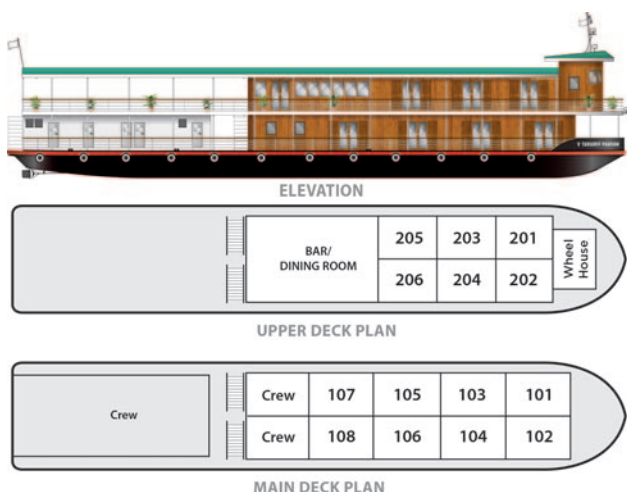 ELEVATION
BAR/
DINING ROOM
205 203 201
206 204 202
Wheel
House
UPPER DECK PLAN
Crew
Crew 107 105 103 101
Crew 108 106 104 102
MAIN DECK PLAN